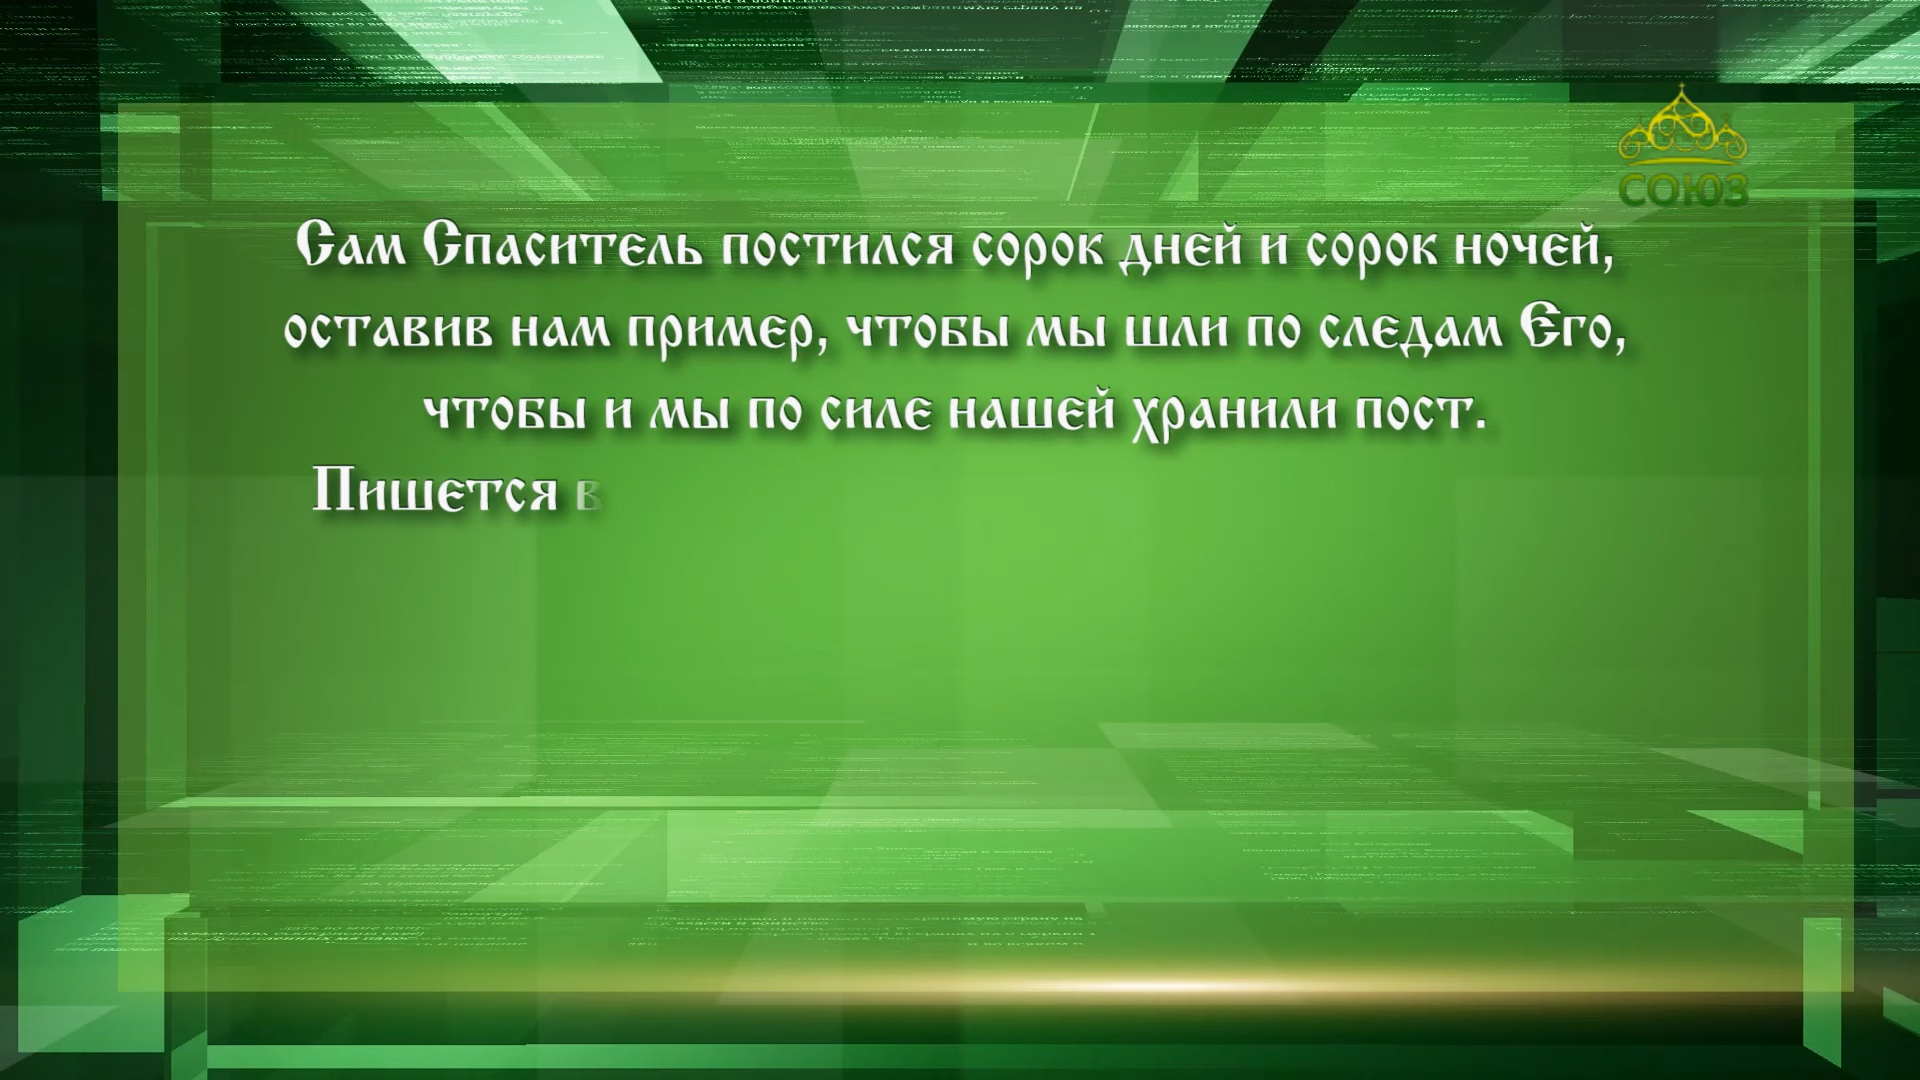 СОЮЗ
Сам Спаситель постился сорок дней и сорок ночей,
оставив нам пример, чтобы мы шли по следам Его,
чтобы и мы по силе нашей хранили пост.
Пишется в